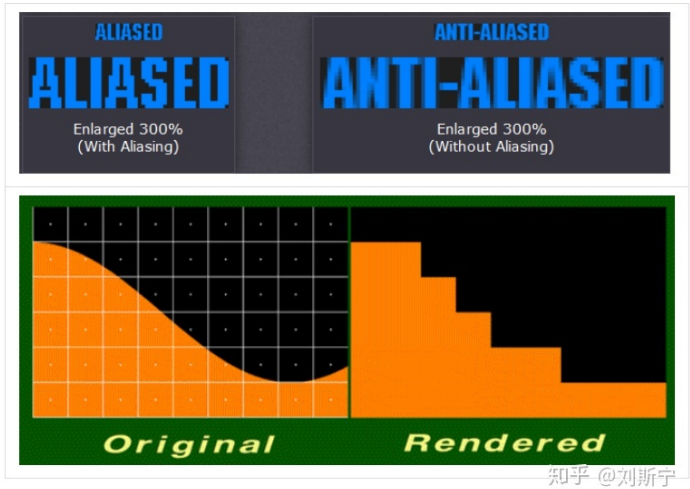 ALIASED
ANTI-ALIASED
ALIASED
ANTI-ALIASED
Enlarged 300%
(With Aliasing)
Enlarged 300%
(Without Aliasing)
Original
Rendered
知乎 @刘斯宁